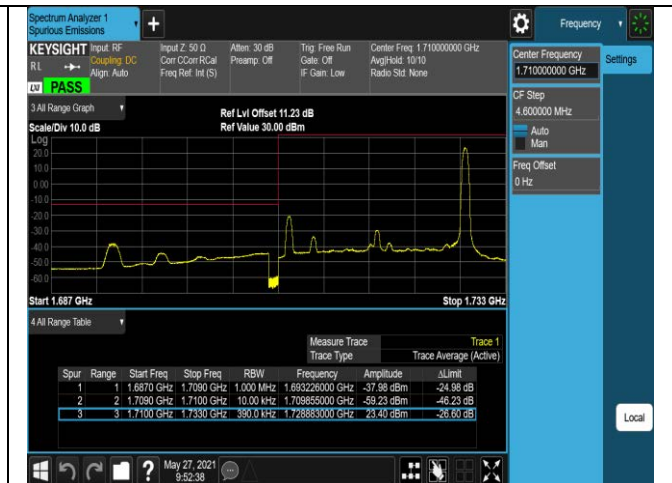 Spectrum Analyzer 1
Spurious Emissions
Frequency
KEYSIGHT Input: RF Input Z: 50 Ω Atten: 30 dB Trig: Free Run Center Freq: 1.710000000 GHz
RL Coupling: DC Corr CCorr RCal Preamp: Off Gate: Off Avg|Hold: 10/10
Align: Auto Freq Ref: Int (S) IF Gain: Low Radio Std: None
LXI PASS
Center Frequency
1.710000000 GHz
Settings
CF Step
4.600000 MHz
Auto
Man
Freq Offset
0 Hz
3 All Range Graph
Ref Lvl Offset 11.23 dB
Scale/Div 10.0 dB Ref Value 30.00 dBm
Log
20.0
10.0
0.00
-10.0
-20.0
-30.0
-40.0
-50.0
-60.0
Start 1.687 GHz Stop 1.733 GHz
4 All Range Table
Measure Trace Trace 1
Trace Type Trace Average (Active)
Spur Range Start Freq Stop Freq RBW Frequency Amplitude ΔLimit
1 1 1.6870 GHz 1.7090 GHz 1.000 MHz 1.693226000 GHz -37.98 dBm -24.98 dB
2 2 1.7090 GHz 1.7100 GHz 10.00 kHz 1.709855000 GHz -59.23 dBm -46.23 dB
3 3 1.7100 GHz 1.7330 GHz 390.0 kHz 1.728883000 GHz 23.40 dBm -26.60 dB
Local
May 27, 2021
9:52:38